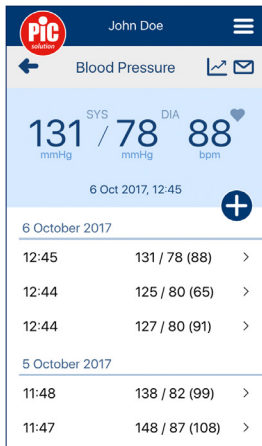 PiC
solution
John Doe
Blood Pressure
SYS DIA
131 / 78 88
mmHg mmHg bpm
6 Oct 2017, 12:45
6 October 2017
12:45 131 / 78 (88)
12:44 125 / 80 (65)
12:44 127 / 80 (91)
5 October 2017
11:48 138 / 82 (99)
11:47 148 / 87 (108)